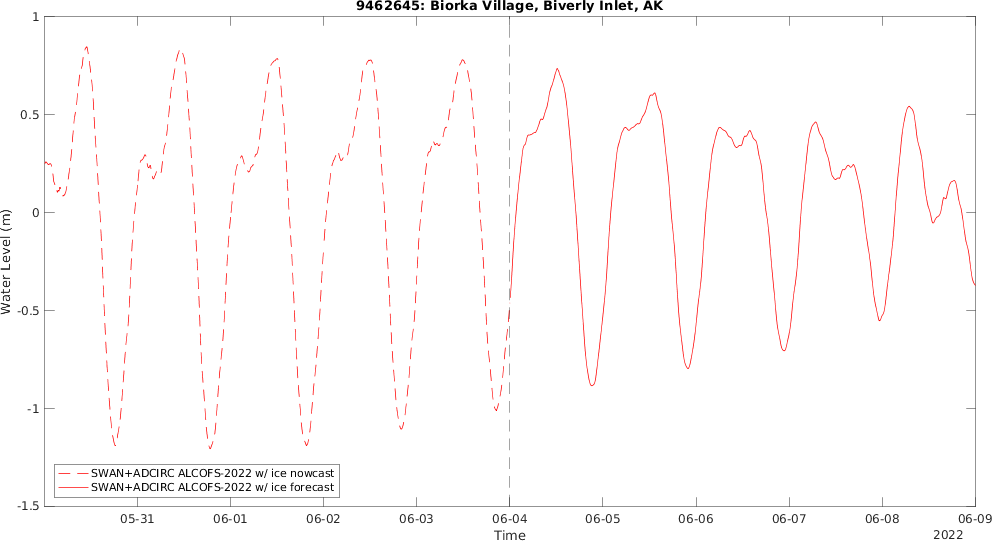 9462645: Biorka Village, Biverly Inlet, AK
1
0.5
0
-0.5
-1
-1.5
Water Level (m)
SWAN+ADCIRC ALCOFS-2022 w/ ice nowcast
SWAN+ADCIRC ALCOFS-2022 w/ ice forecast
05-31 06-01 06-02 06-03 06-04 06-05 06-06 06-07 06-08 06-09
Time 2022